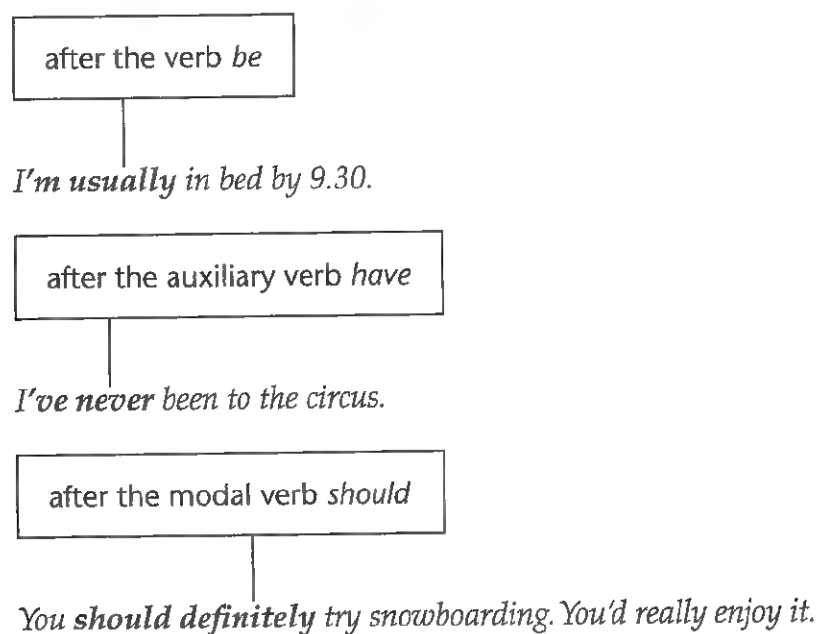 after the verb be
I'm usually in bed by 9.30.
after the auxiliary verb have
I've never been to the circus.
after the modal verb should
You should definitely try snowboarding. You'd really enjoy it.